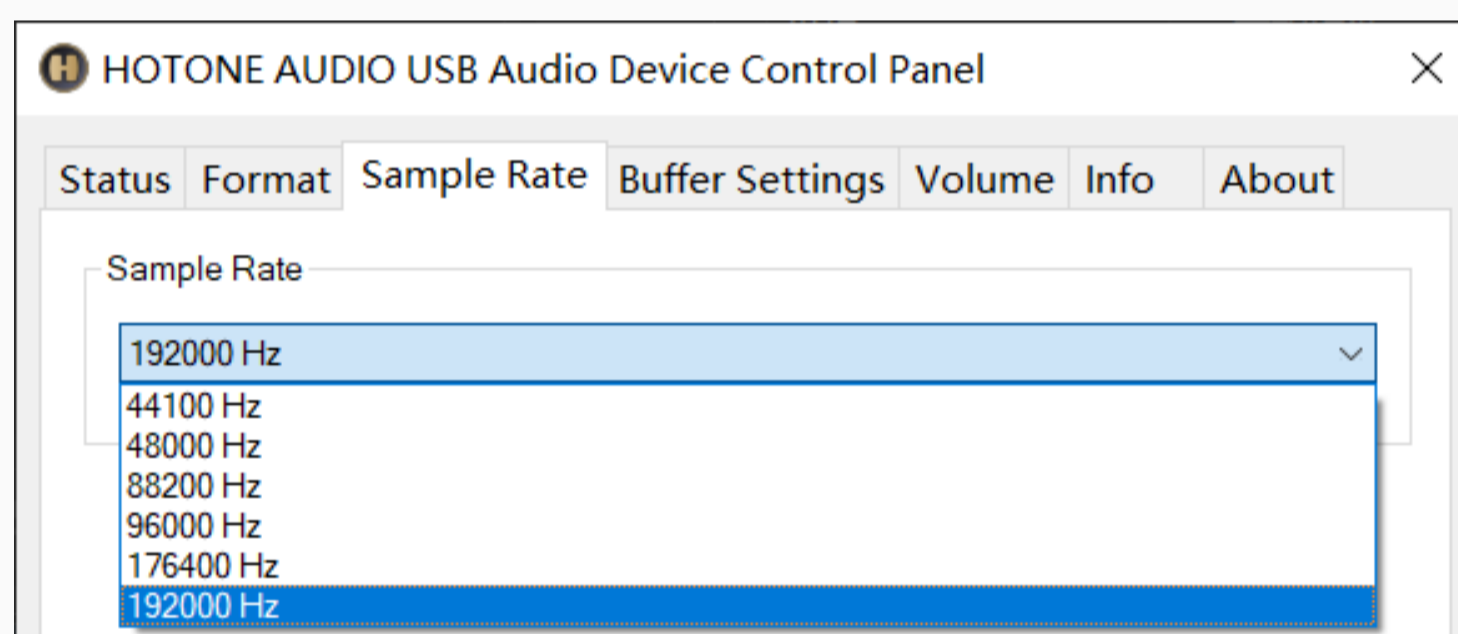 HOTONE AUDIO USB Audio Device Control Panel
Status Format Sample Rate Buffer Settings Volume Info About
Sample Rate
192000 Hz
44100 Hz
48000 Hz
88200 Hz
96000 Hz
176400 Hz
192000 Hz